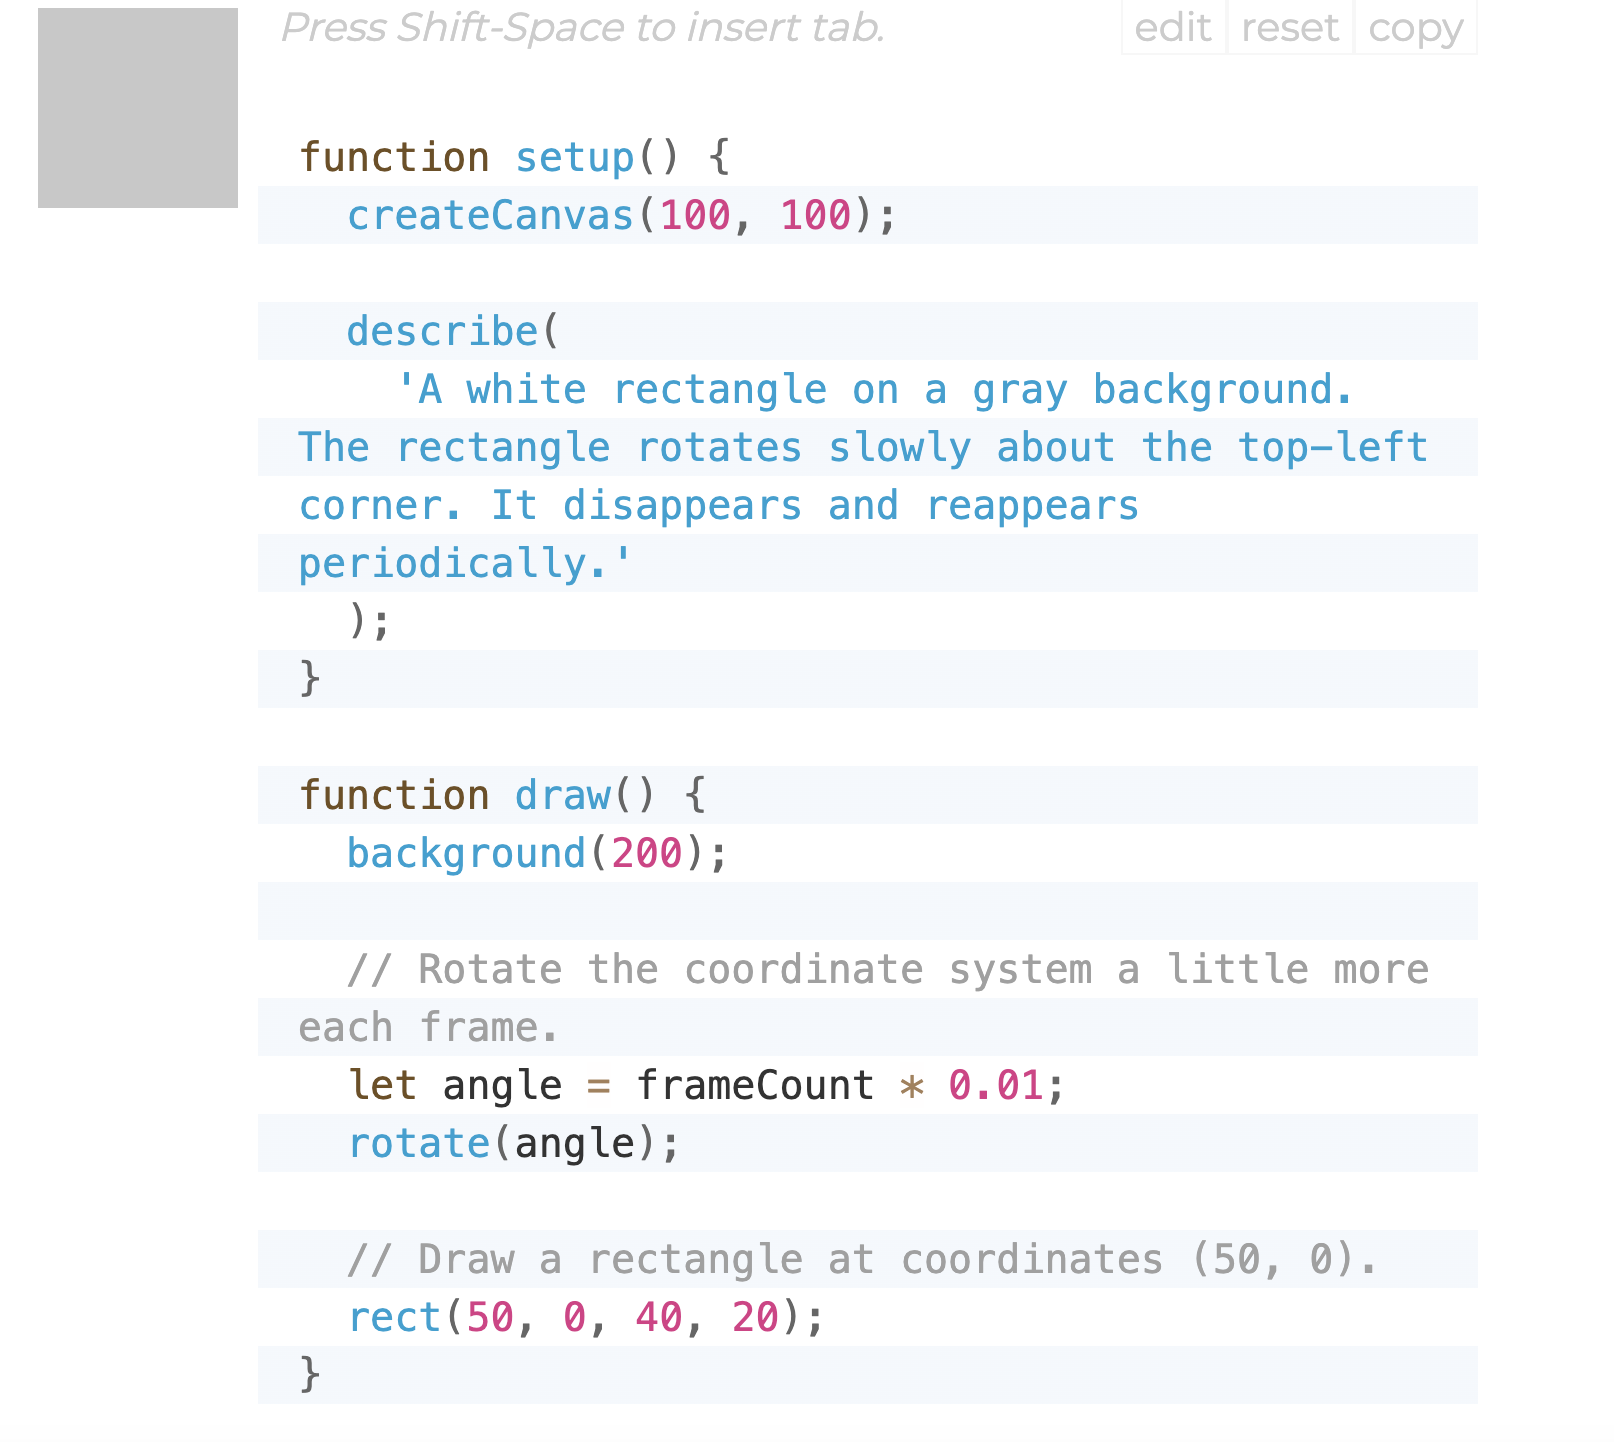 Press Shift-Space to insert tab.
edit reset copy
function setup() {
  createCanvas(100, 100);

  describe(
    'A white rectangle on a gray background.
The rectangle rotates slowly about the top-left
corner. It disappears and reappears
periodically.'
  );
}

function draw() {
  background(200);

  // Rotate the coordinate system a little more
each frame.
  let angle = frameCount * 0.01;
  rotate(angle);

  // Draw a rectangle at coordinates (50, 0).
  rect(50, 0, 40, 20);
}